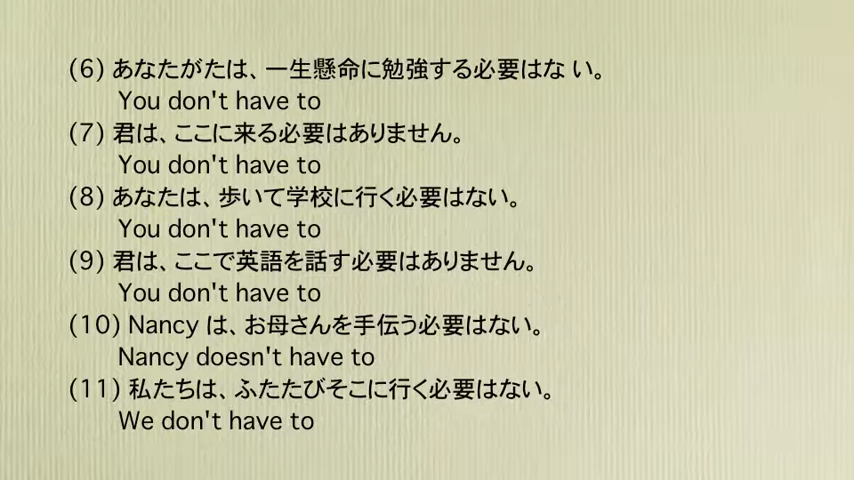 (6) あなたがたは、一生懸命に勉強する必要はな い。
You don't have to
(7) 君は、ここに来る必要はありません。
You don't have to
(8) あなたは、歩いて学校に行く必要はない。
You don't have to
(9) 君は、ここで英語を話す必要はありません。
You don't have to
(10) Nancy は、お母さんを手伝う必要はない。
Nancy doesn't have to
(11) 私たちは、ふたたびそこに行く必要はない。
We don't have to